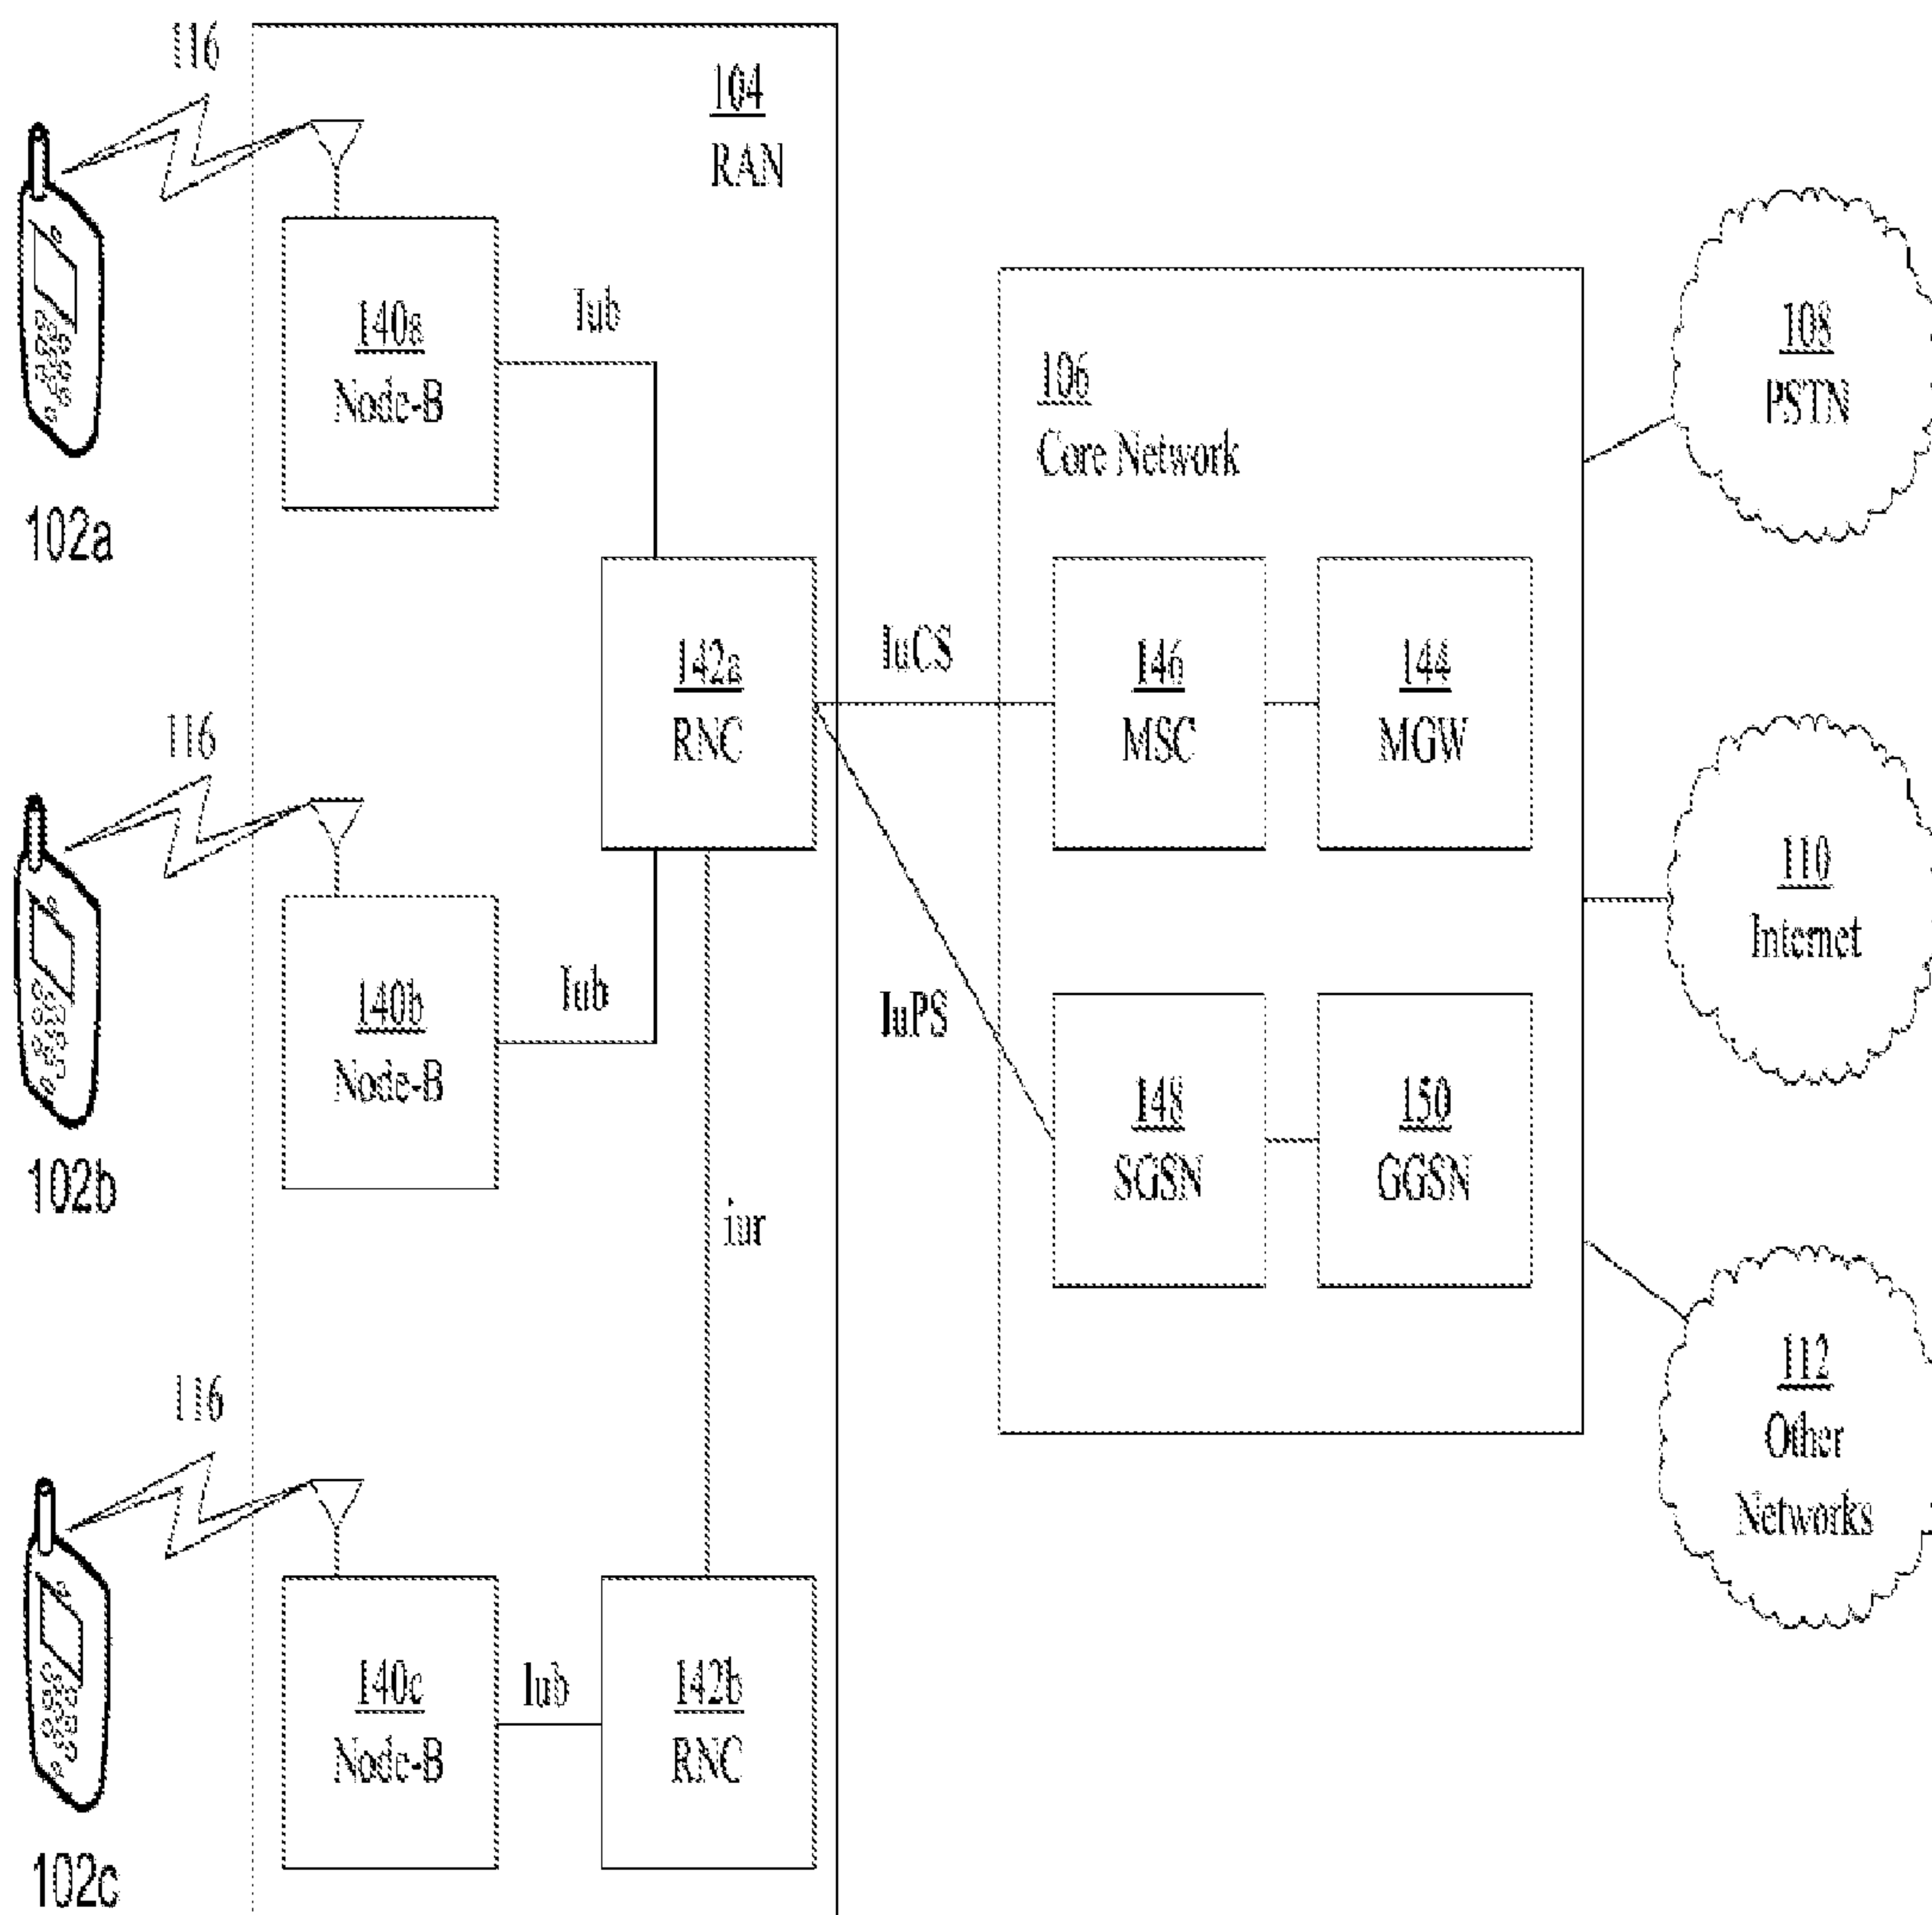 116
104
RAN
140a
Node-B
Iub
102a
106
Core Network
108
PSTN
142a
RNC
IuCS
146
MSC
144
MGW
116
110
Internet
140b
Node-B
Iub
IuPS
148
SGSN
150
GGSN
102b
iur
112
Other
Networks
116
140c
Node-B
Iub
142b
RNC
102c